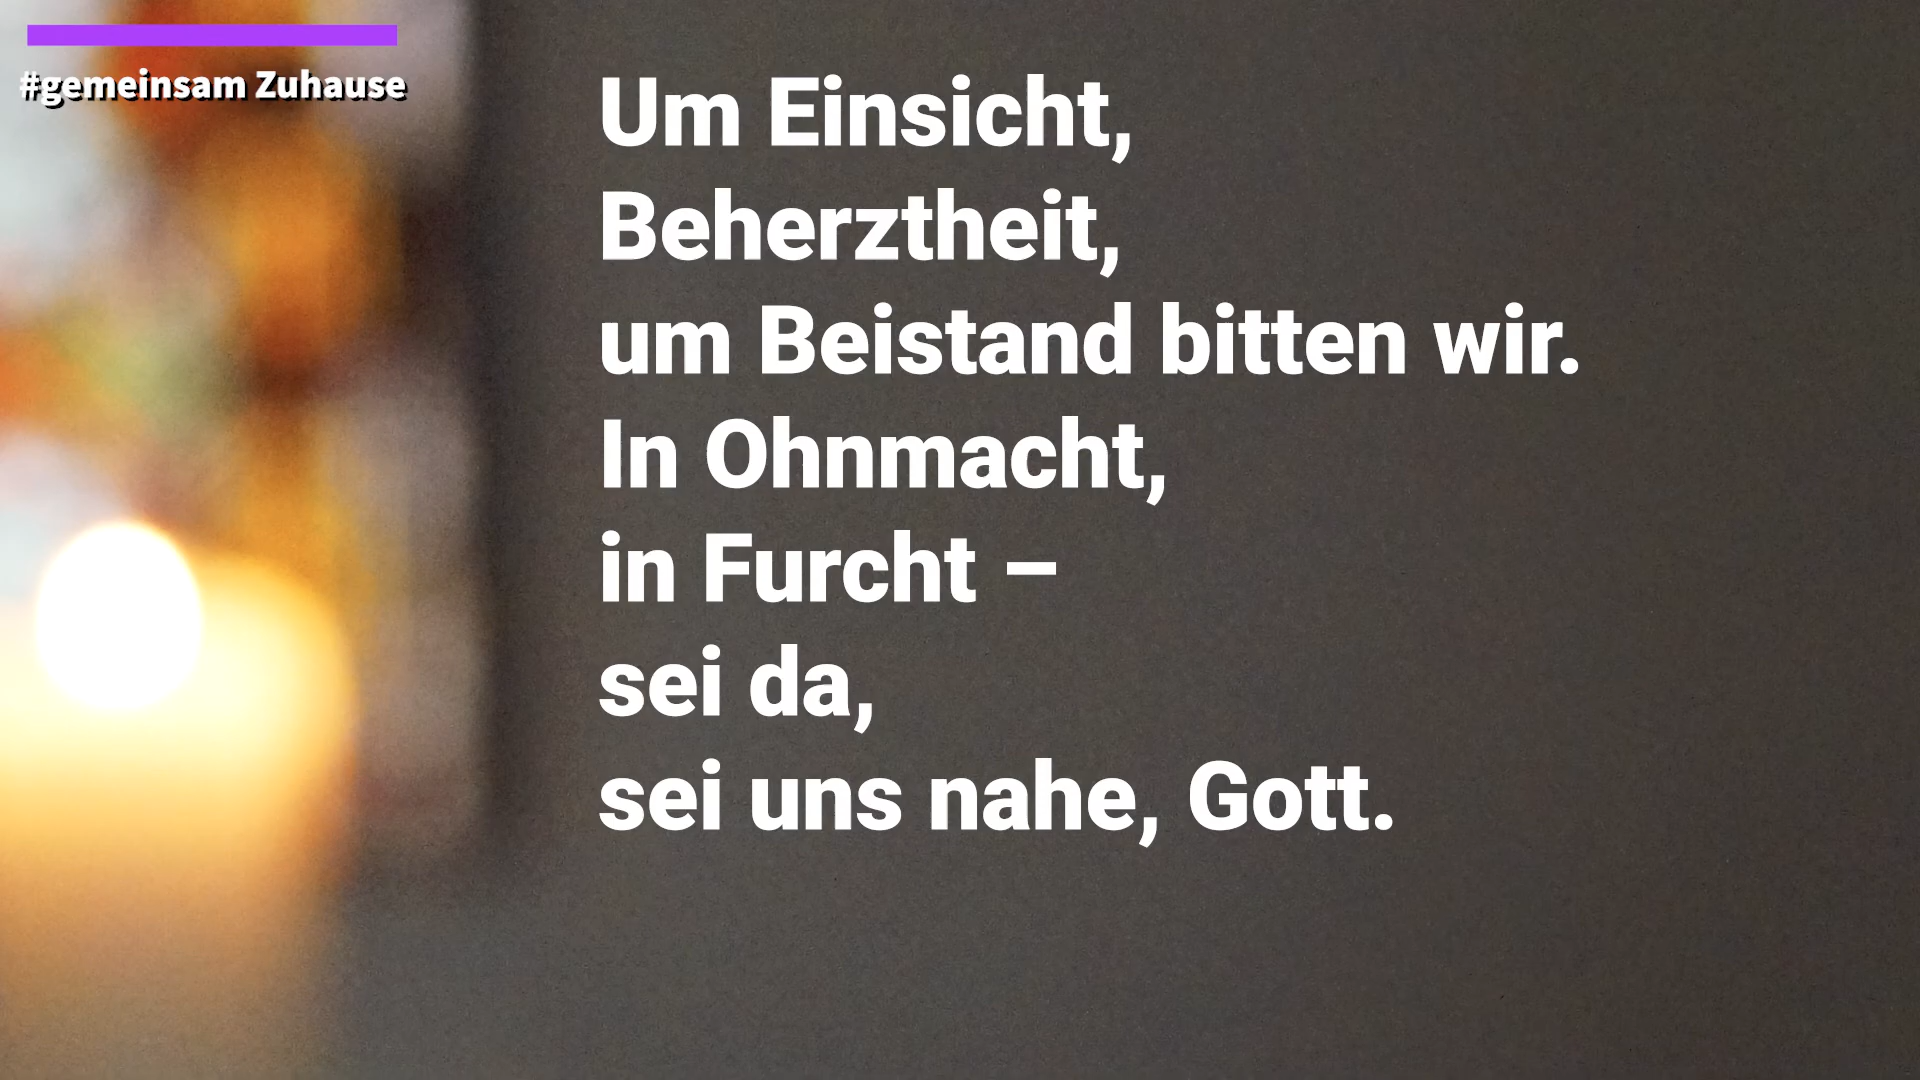 #gemeinsam Zuhause
Um Einsicht,
Beherztheit,
um Beistand bitten wir.
In Ohnmacht,
in Furcht –
sei da,
sei uns nahe, Gott.